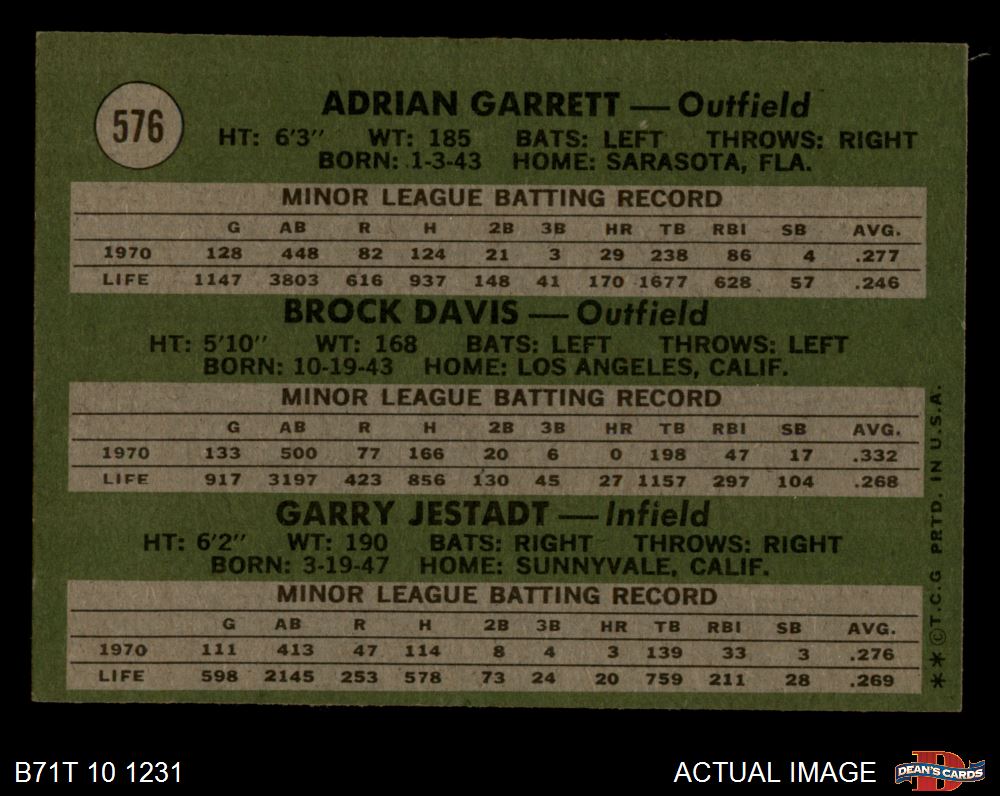 576
ADRIAN GARRETT — Outfield
HT: 6'3" WT: 185 BATS: LEFT THROWS: RIGHT
BORN: 1-3-43 HOME: SARASOTA, FLA.
MINOR LEAGUE BATTING RECORD
G AB R H 2B 3B HR TB RBI SB AVG.
1970 128 448 82 124 21 3 29 238 86 4 .277
LIFE 1147 3803 616 937 148 41 170 1677 628 57 .246
BROCK DAVIS — Outfield
HT: 5'10" WT: 168 BATS: LEFT THROWS: LEFT
BORN: 10-19-43 HOME: LOS ANGELES, CALIF.
MINOR LEAGUE BATTING RECORD
G AB R H 2B 3B HR TB RBI SB AVG.
1970 133 500 77 166 20 6 0 198 47 17 .332
LIFE 917 3197 423 856 130 45 27 1157 297 104 .268
GARRY JESTADT — Infield
HT: 6'2" WT: 190 BATS: RIGHT THROWS: RIGHT
BORN: 3-19-47 HOME: SUNNYVALE, CALIF.
MINOR LEAGUE BATTING RECORD
G AB R H 2B 3B HR TB RBI SB AVG.
1970 111 413 47 114 8 4 3 139 33 3 .276
LIFE 598 2145 253 578 73 24 20 759 211 28 .269
**©T.C.G PRTD. IN U.S.A.
B71T 10 1231
ACTUAL IMAGE
DEAN'S CARDS